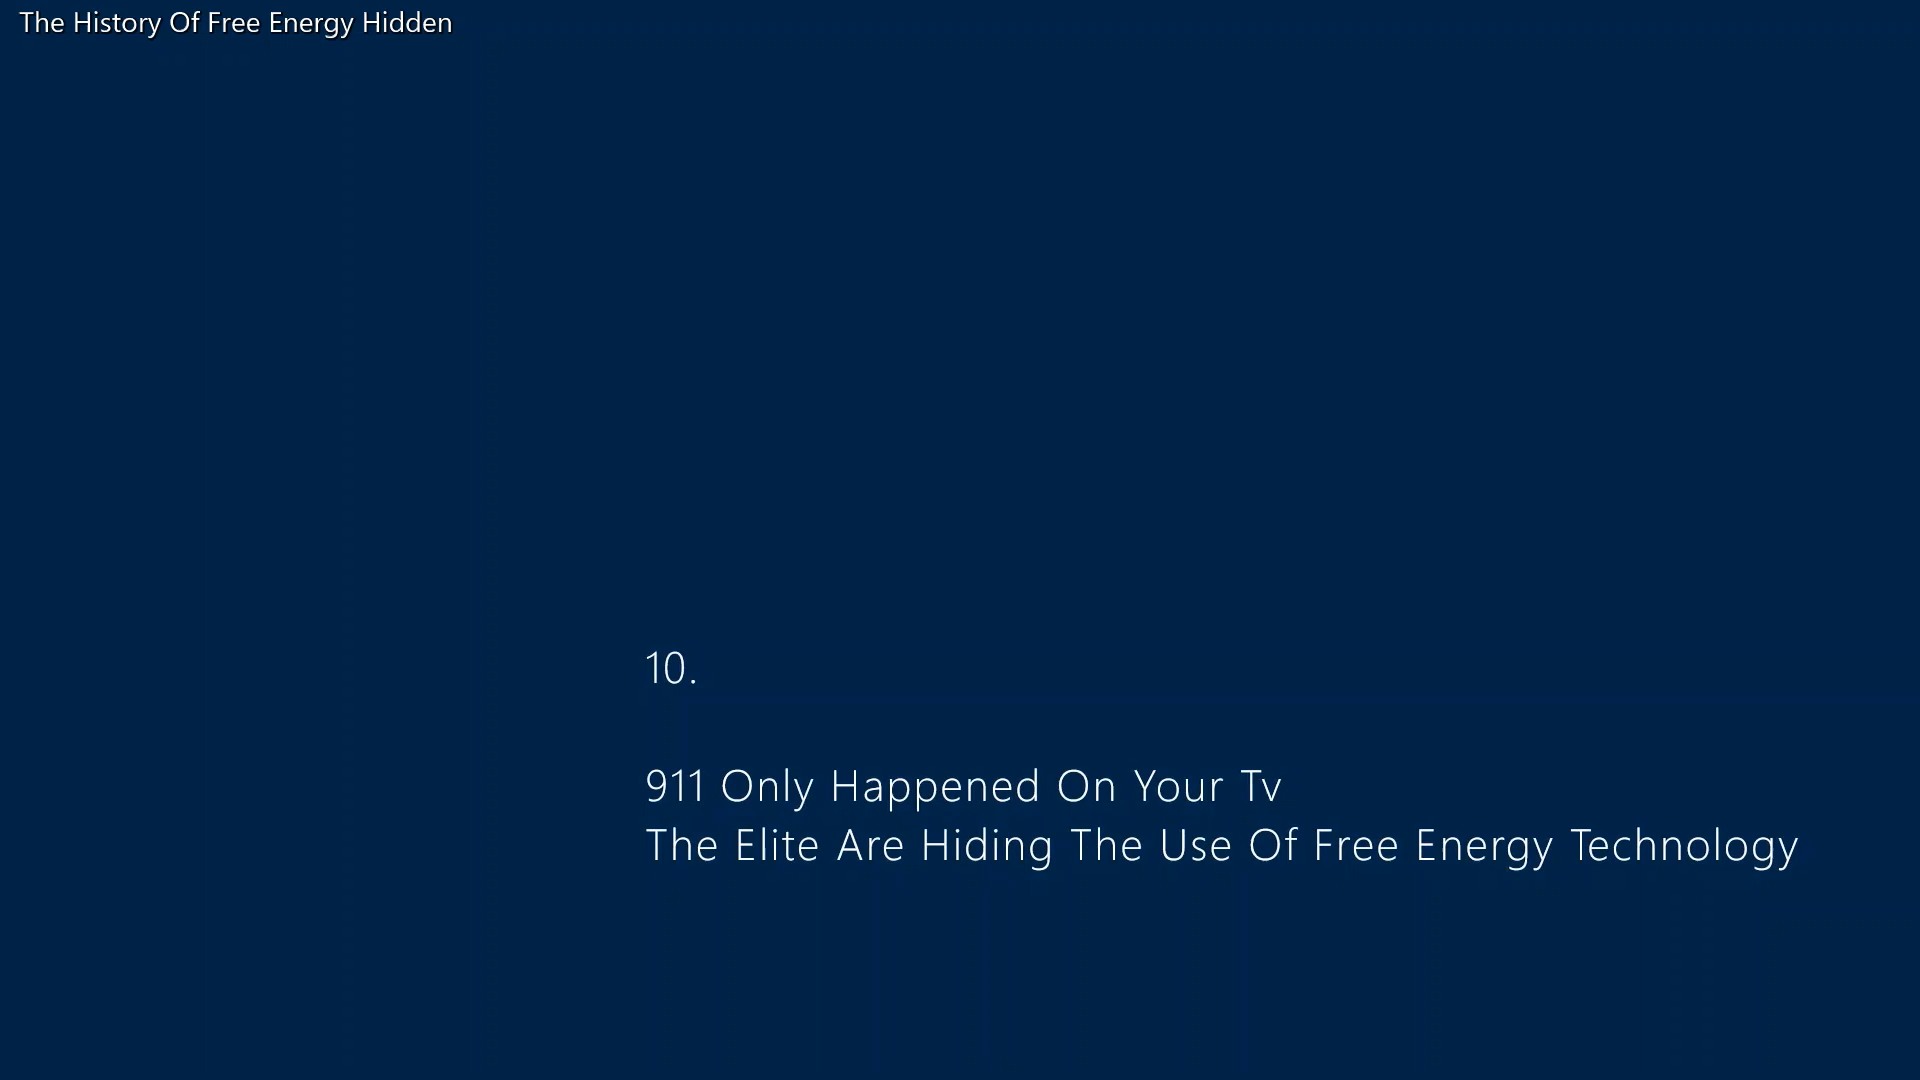 The History Of Free Energy Hidden
10.
911 Only Happened On Your Tv
The Elite Are Hiding The Use Of Free Energy Technology